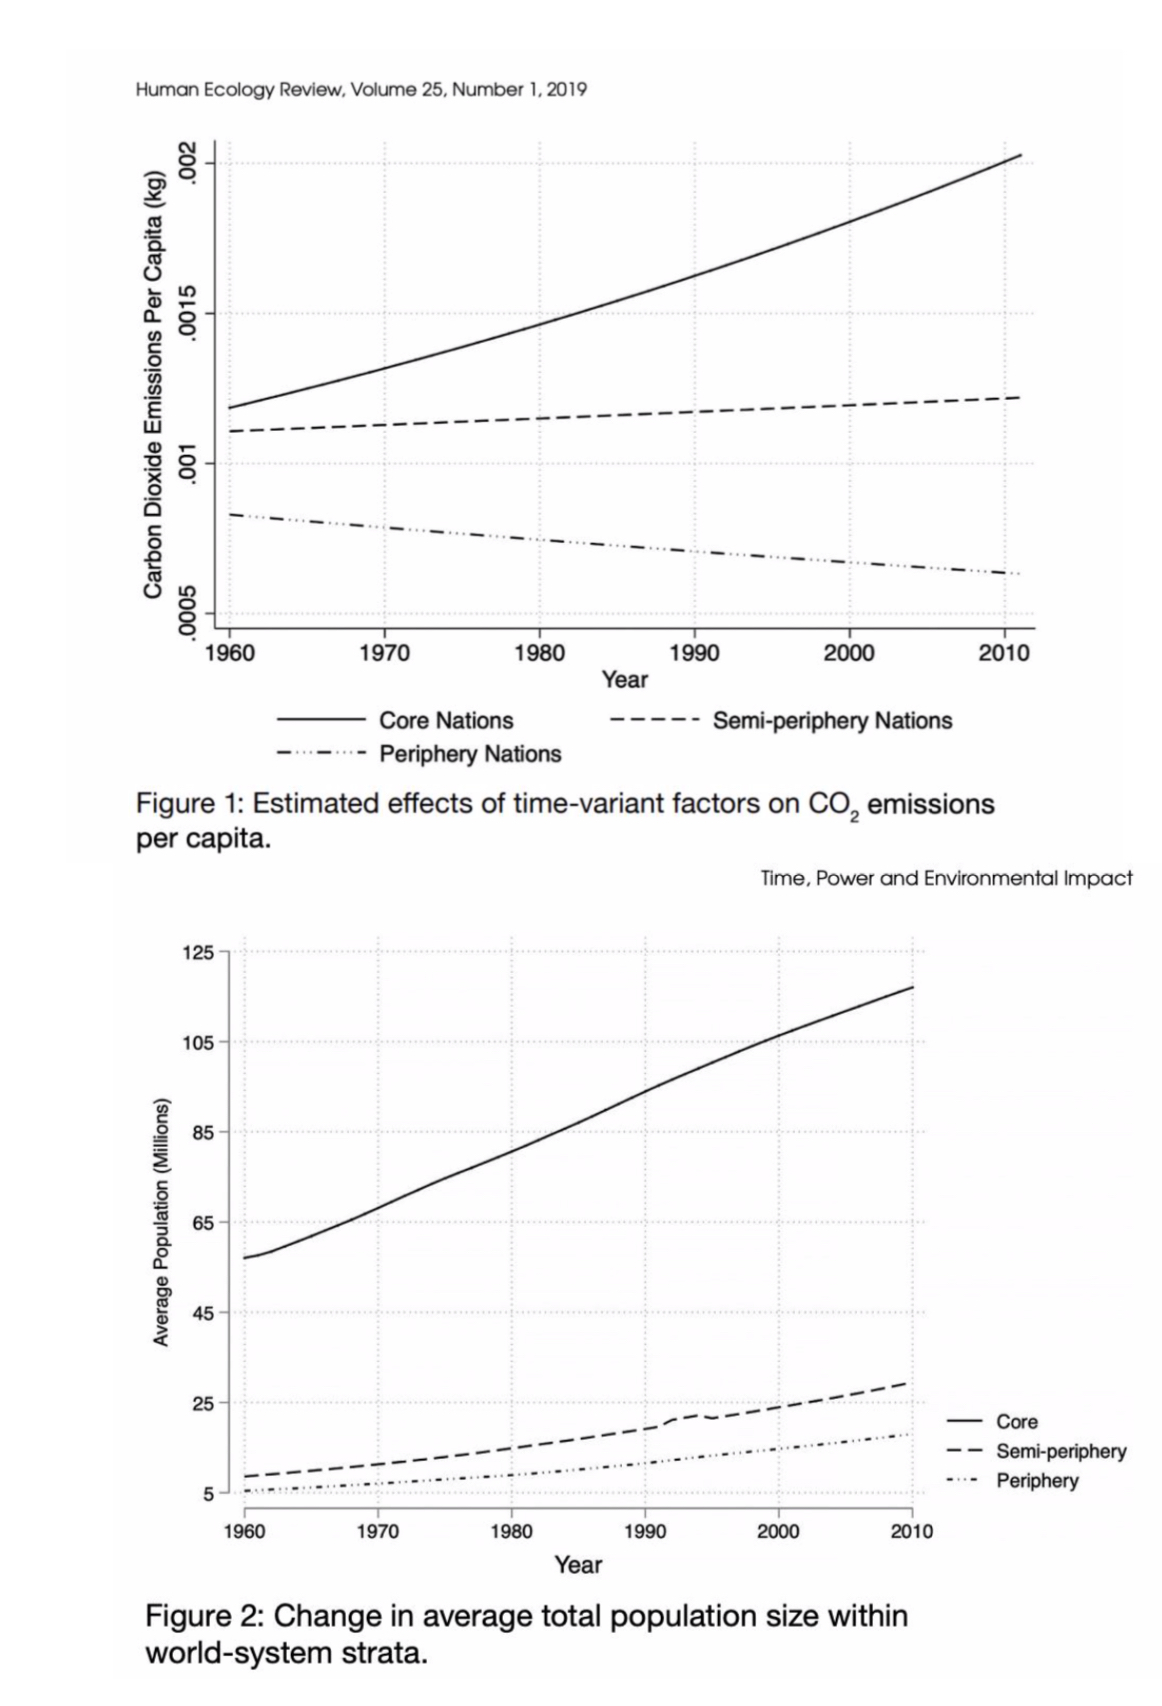 Human Ecology Review, Volume 25, Number 1, 2019
Carbon Dioxide Emissions Per Capita (kg)
.002
.0015
.001
.0005
1960 1970 1980 1990 2000 2010
Year
Core Nations Semi-periphery Nations
Periphery Nations
Figure 1: Estimated effects of time-variant factors on CO₂ emissions
per capita.
Time, Power and Environmental Impact
Average Population (Millions)
125
105
85
65
45
25
5
1960 1970 1980 1990 2000 2010
Year
Core
Semi-periphery
Periphery
Figure 2: Change in average total population size within
world-system strata.